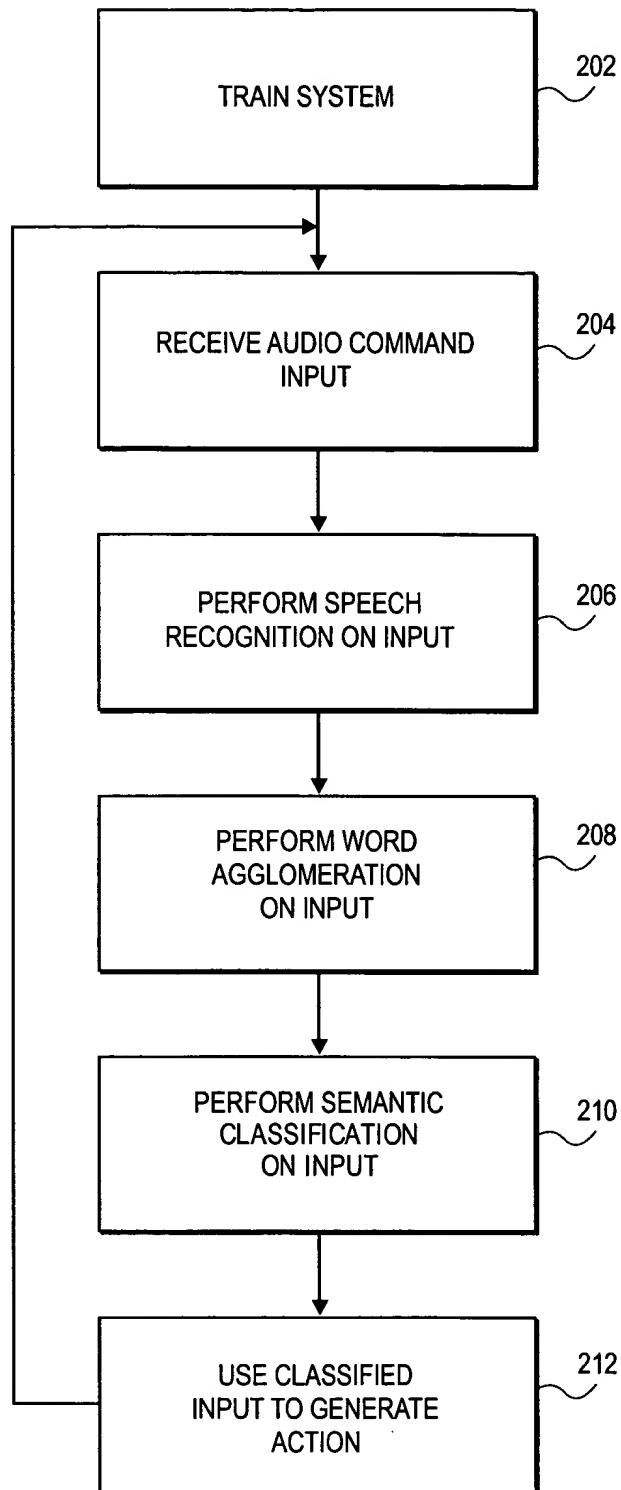 TRAIN SYSTEM
202
RECEIVE AUDIO COMMAND
INPUT
204
PERFORM SPEECH
RECOGNITION ON INPUT
206
PERFORM WORD
AGGLOMERATION
ON INPUT
208
PERFORM SEMANTIC
CLASSIFICATION
ON INPUT
210
USE CLASSIFIED
INPUT TO GENERATE
ACTION
212